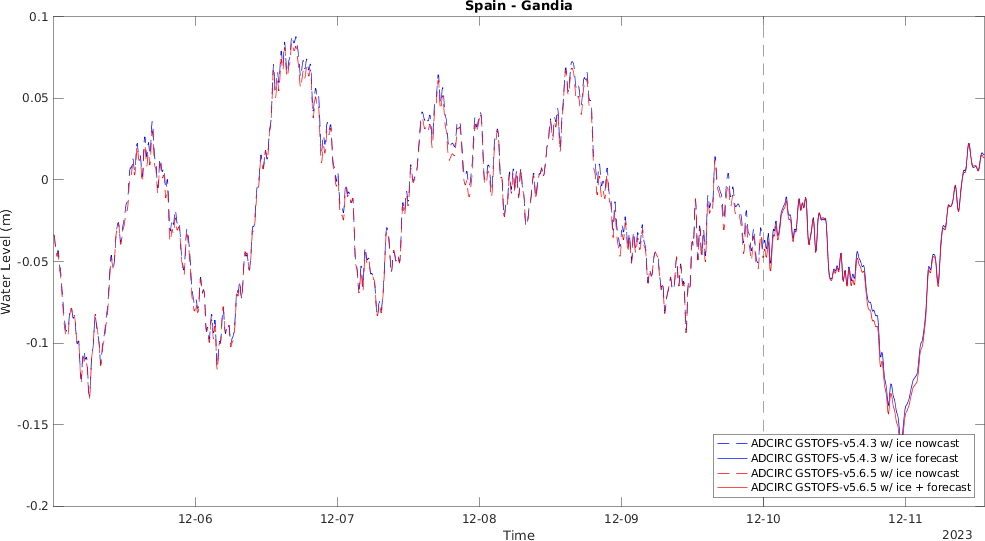 Spain - Gandia
0.1
0.05
0
-0.05
-0.1
-0.15
-0.2
Water Level (m)
12-06
12-07
12-08
12-09
12-10
12-11
Time
2023
ADCIRC GSTOFS-v5.4.3 w/ ice nowcast
ADCIRC GSTOFS-v5.4.3 w/ ice forecast
ADCIRC GSTOFS-v5.6.5 w/ ice nowcast
ADCIRC GSTOFS-v5.6.5 w/ ice + forecast